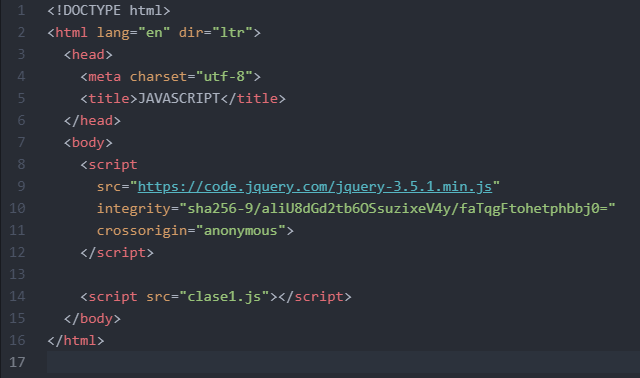 1 <!DOCTYPE html>
2 <html lang="en" dir="ltr">
3   <head>
4     <meta charset="utf-8">
5     <title>JAVASCRIPT</title>
6   </head>
7   <body>
8     <script
9       src="https://code.jquery.com/jquery-3.5.1.min.js"
10       integrity="sha256-9/aliU8dGd2tb6OSsuzixeV4y/faTqgFtohetphbbj0="
11       crossorigin="anonymous">
12     </script>
13
14     <script src="clase1.js"></script>
15   </body>
16 </html>
17